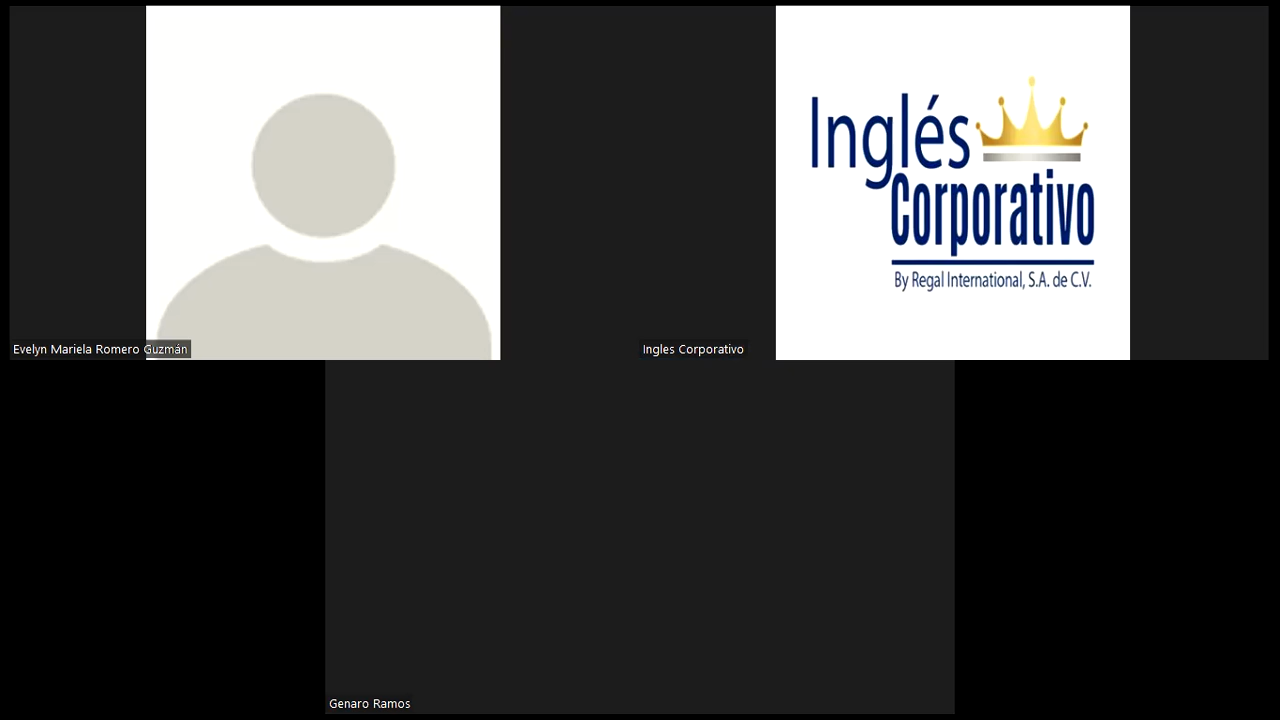 Inglés
Corporativo
By Regal International, S.A. de C.V.
Evelyn Mariela Romero Guzmán
Ingles Corporativo
Genaro Ramos